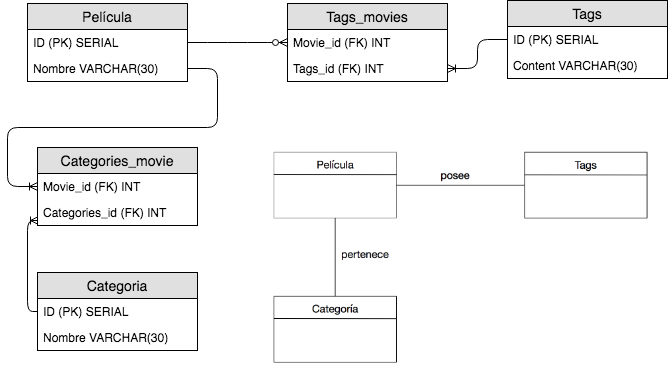 Película
ID (PK) SERIAL
Nombre VARCHAR(30)
Tags_movies
Movie_id (FK) INT
Tags_id (FK) INT
Tags
ID (PK) SERIAL
Content VARCHAR(30)
Categories_movie
Movie_id (FK) INT
Categories_id (FK) INT
Categoria
ID (PK) SERIAL
Nombre VARCHAR(30)
Película
posee
Tags
pertenece
Categoría